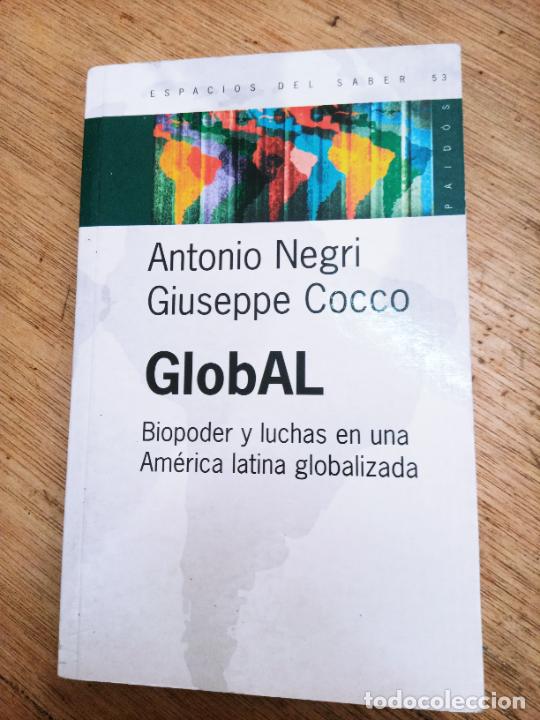 ESPACIOS DEL SABER 53
PAIDÓS
Antonio Negri
Giuseppe Cocco
GlobAL
Biopoder y luchas en una
América latina globalizada
todocoleccion